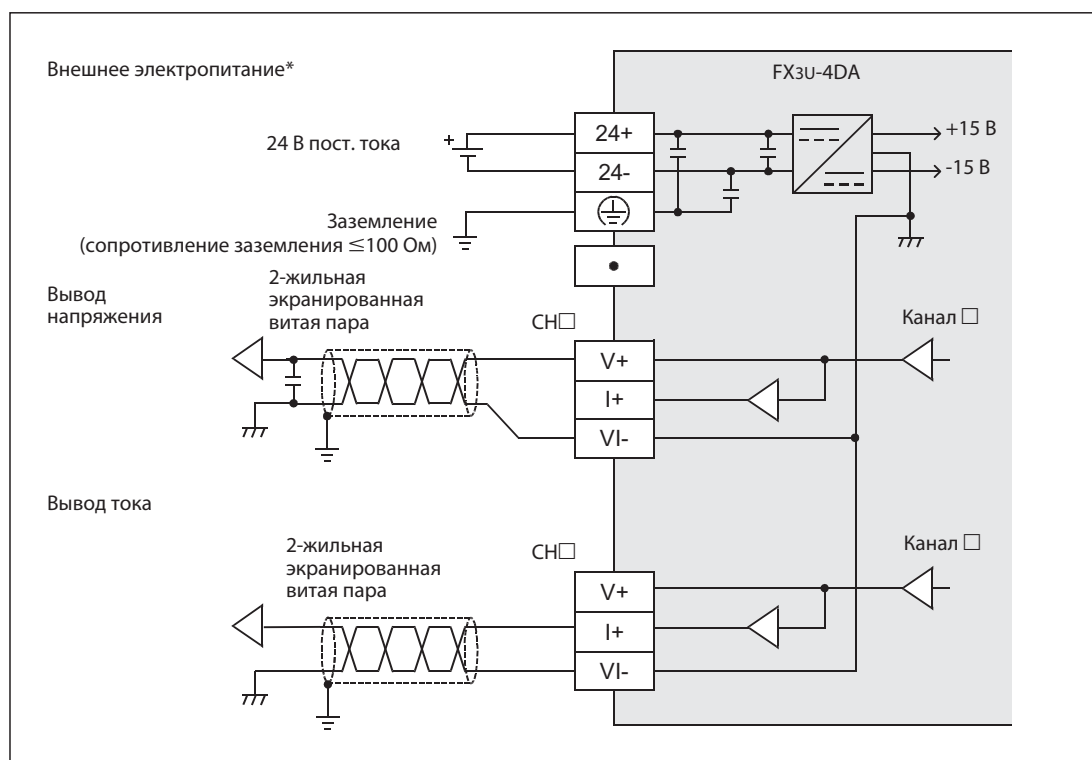 Внешнее электропитание*
FX3U-4DA
24 В пост. тока
+
24+
24-
+15 В
-15 В
Заземление
(сопротивление заземления ≦100 Ом)
Вывод
напряжения
2-жильная
экранированная
витая пара
CH□
Канал □
V+
I+
VI-
Вывод тока
2-жильная
экранированная
витая пара
CH□
Канал □
V+
I+
VI-